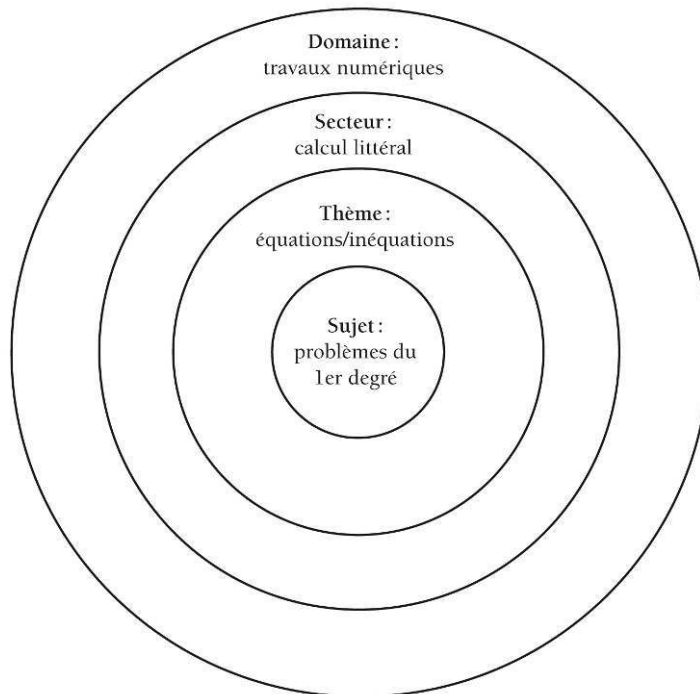 Domaine :
travaux numériques
Secteur :
calcul littéral
Thème :
équations/inéquations
Sujet :
problèmes du
1er degré